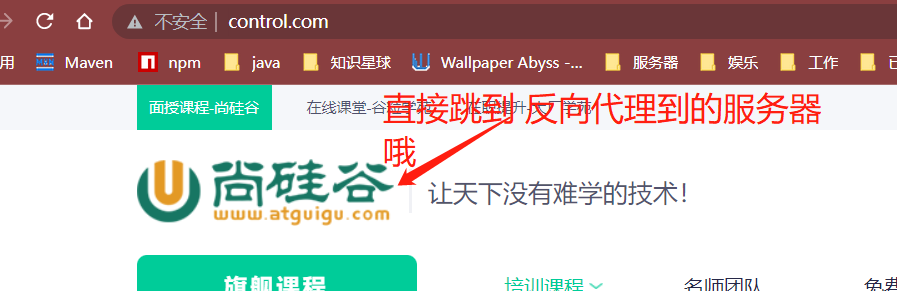 不安全 control.com
用 Maven npm java 知识星球 Wallpaper Abyss -... 服务器 娱乐 工作
面授课程-尚硅谷 在线课堂-谷粒学苑
直接跳到 反向代理到的服务器
哦
尚硅谷
www.atguigu.com
让天下没有难学的技术!
旗舰课程 培训课程 名师团队 免费